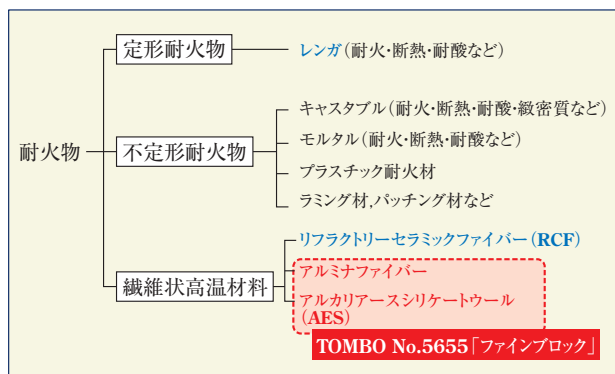 定形耐火物
レンガ(耐火・断熱・耐酸など)
耐火物
不定形耐火物
キャスタブル(耐火・断熱・耐酸・緻密質など)
モルタル(耐火・断熱・耐酸など)
プラスチック耐火材
ラミング材,パッチング材など
繊維状高温材料
リフラクトリーセラミックファイバー(RCF)
アルミナファイバー
アルカリアースシリケートウール
(AES)
TOMBO No.5655「ファインブロック」